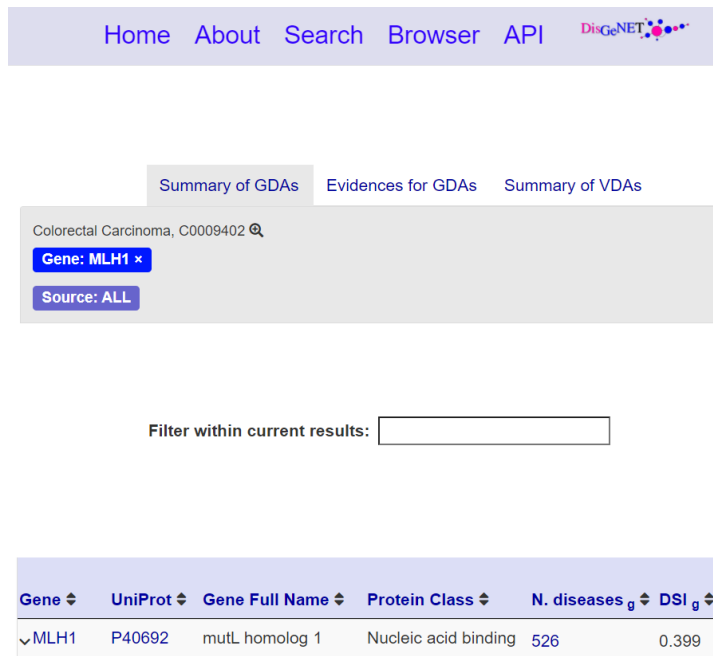 Home About Search Browser API DisGeNET
Summary of GDAs Evidences for GDAs Summary of VDAs
Colorectal Carcinoma, C0009402
Gene: MLH1 ×
Source: ALL
Filter within current results:
Gene UniProt Gene Full Name Protein Class N. diseases g DSI g
MLH1 P40692 mutL homolog 1 Nucleic acid binding 526 0.399